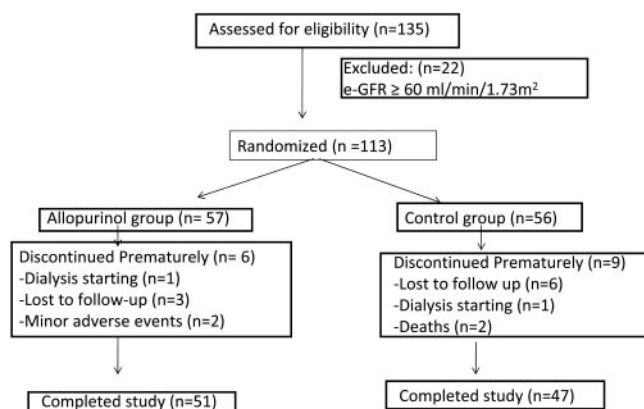 Assessed for eligibility (n=135)
Excluded: (n=22)
e-GFR ≥ 60 ml/min/1.73m²
Randomized (n =113)
Allopurinol group (n= 57)
Control group (n=56)
Discontinued Prematurely (n= 6)
-Dialysis starting (n=1)
-Lost to follow-up (n=3)
-Minor adverse events (n=2)
Discontinued Prematurely (n=9)
-Lost to follow up (n=6)
-Dialysis starting (n=1)
-Deaths (n=2)
Completed study (n=51)
Completed study (n=47)